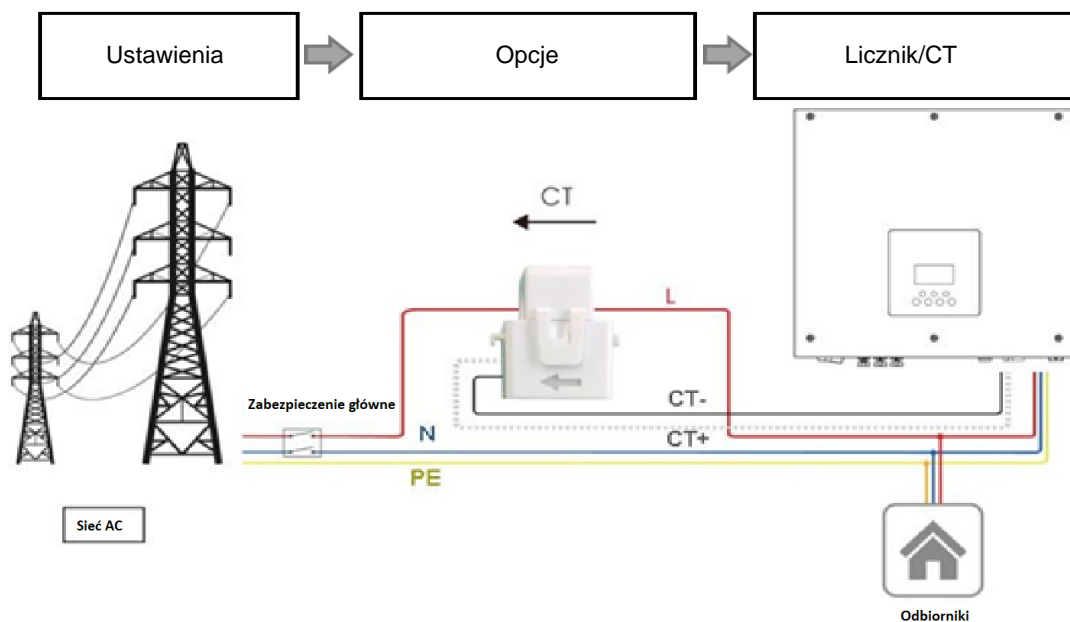 Ustawienia
Opcje
Licznik/CT
CT
L
Zabezpieczenie główne
CT-
N
CT+
PE
Sieć AC
Odbiorniki